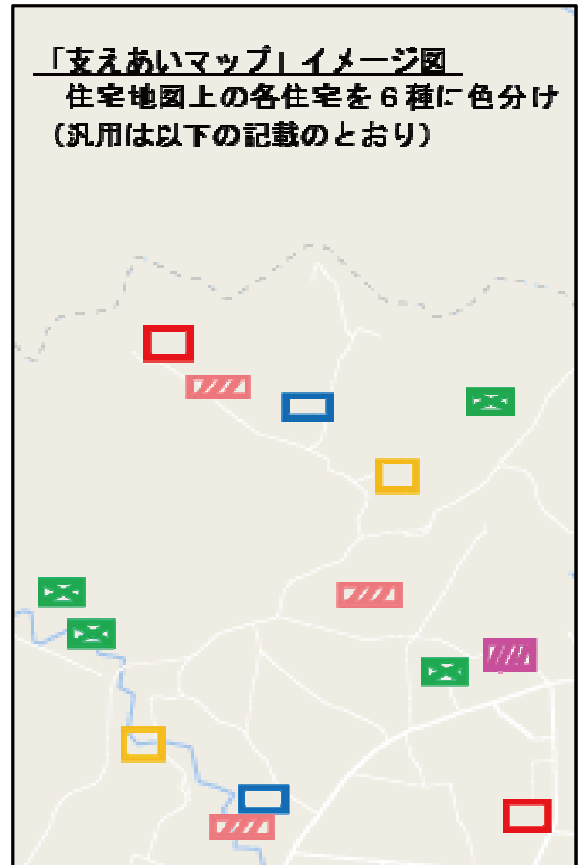 「支えあいマップ」イメージ図
住宅地図上の各住宅を６種に色分け
（汎用は以下の記載のとおり）